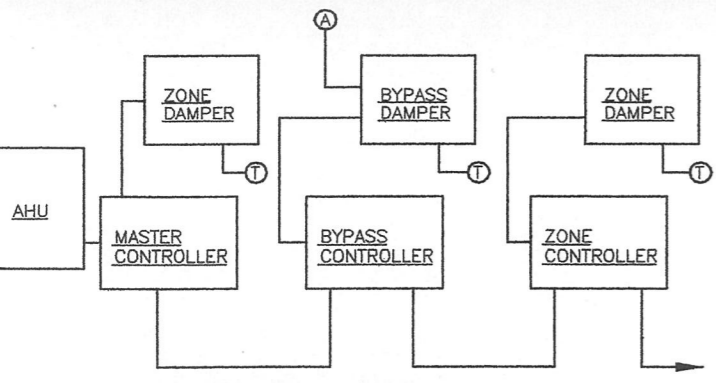 A
ZONE
DAMPER
BYPASS
DAMPER
ZONE
DAMPER
T
T
T
AHU
MASTER
CONTROLLER
BYPASS
CONTROLLER
ZONE
CONTROLLER